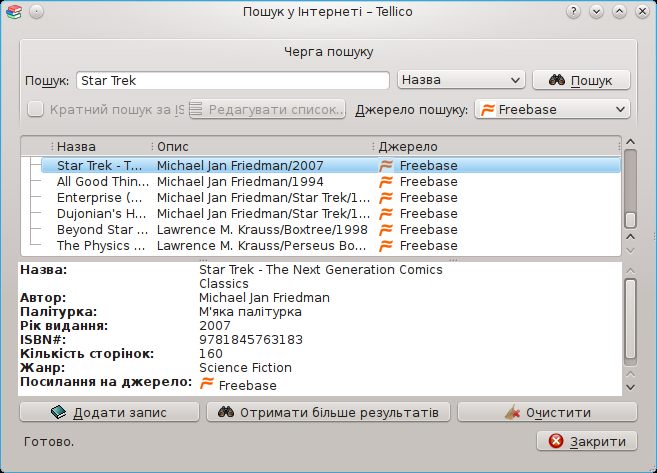 Пошук у Інтернеті – Tellico
Черга пошуку
Пошук: Star Trek Назва Пошук
Кратний пошук за IS Редагувати список... Джерело пошуку: Freebase
Назва Опис Джерело
Star Trek - T... Michael Jan Friedman/2007 Freebase
All Good Thin... Michael Jan Friedman/1994 Freebase
Enterprise (... Michael Jan Friedman/Star Trek/1... Freebase
Dujonian's H... Michael Jan Friedman/Star Trek/1... Freebase
Beyond Star ... Lawrence M. Krauss/Boxtree/1998 Freebase
The Physics ... Lawrence M. Krauss/Perseus Bo... Freebase
Назва: Star Trek - The Next Generation Comics
Classics
Автор: Michael Jan Friedman
Палітурка: М'яка палітурка
Рік видання: 2007
ISBN#: 9781845763183
Кількість сторінок: 160
Жанр: Science Fiction
Посилання на джерело: Freebase
Додати запис Отримати більше результатів Очистити
Готово. Закрити